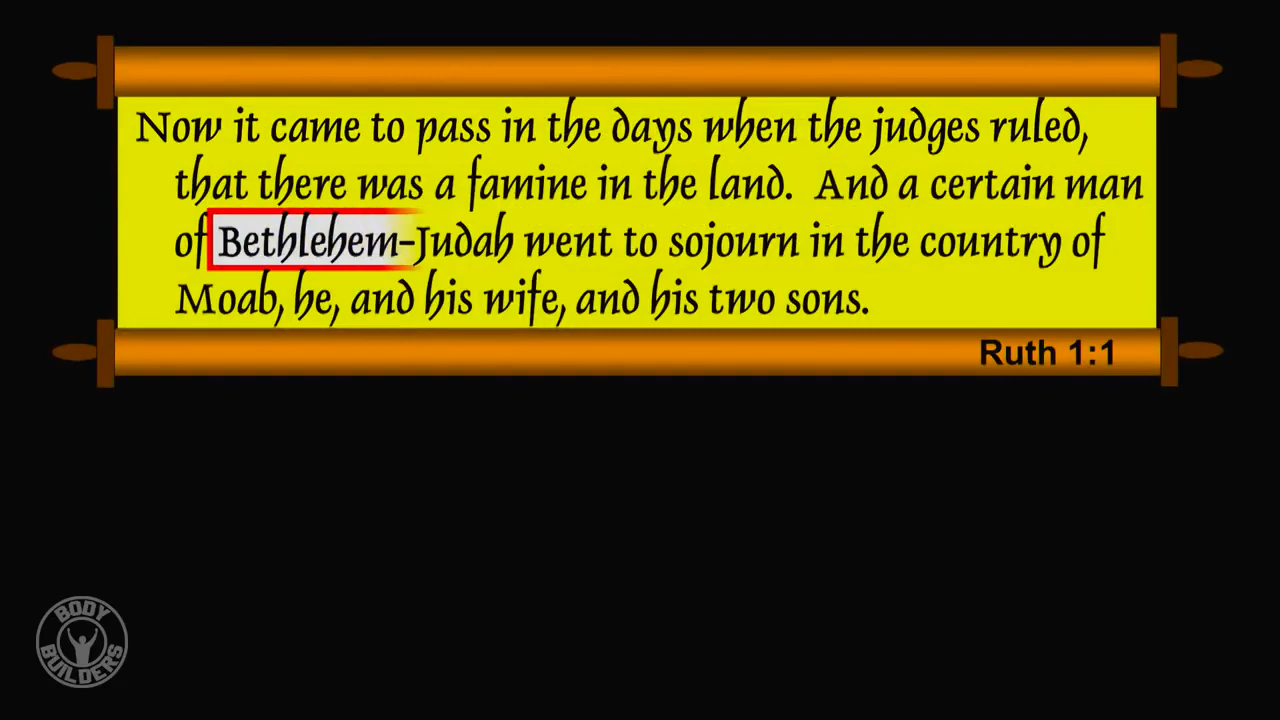 Now it came to pass in the days when the judges ruled,
that there was a famine in the land.  And a certain man
of Bethlehem-Judah went to sojourn in the country of
Moab, he, and his wife, and his two sons.
Ruth 1:1
BODY
BUILDERS